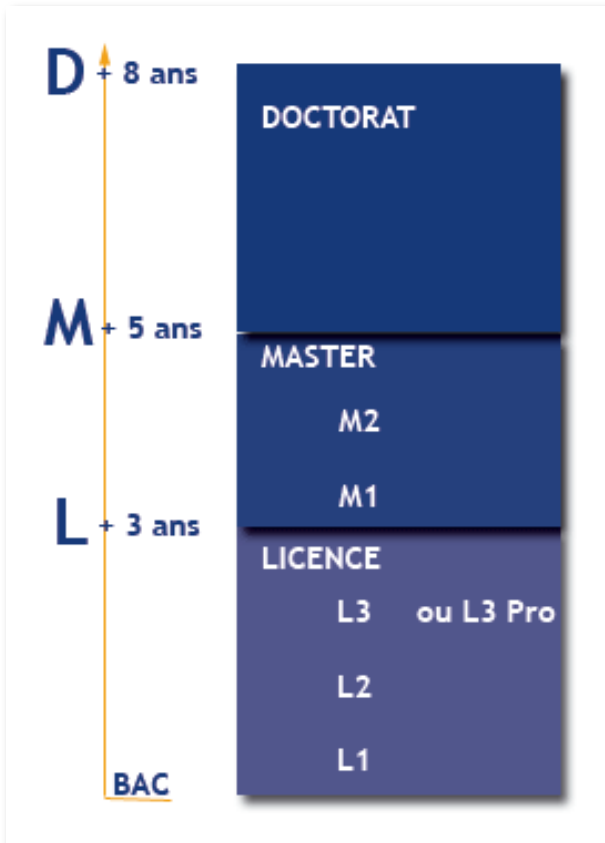 D + 8 ans
DOCTORAT
M + 5 ans
MASTER
M2
M1
L + 3 ans
LICENCE
L3 ou L3 Pro
L2
L1
BAC